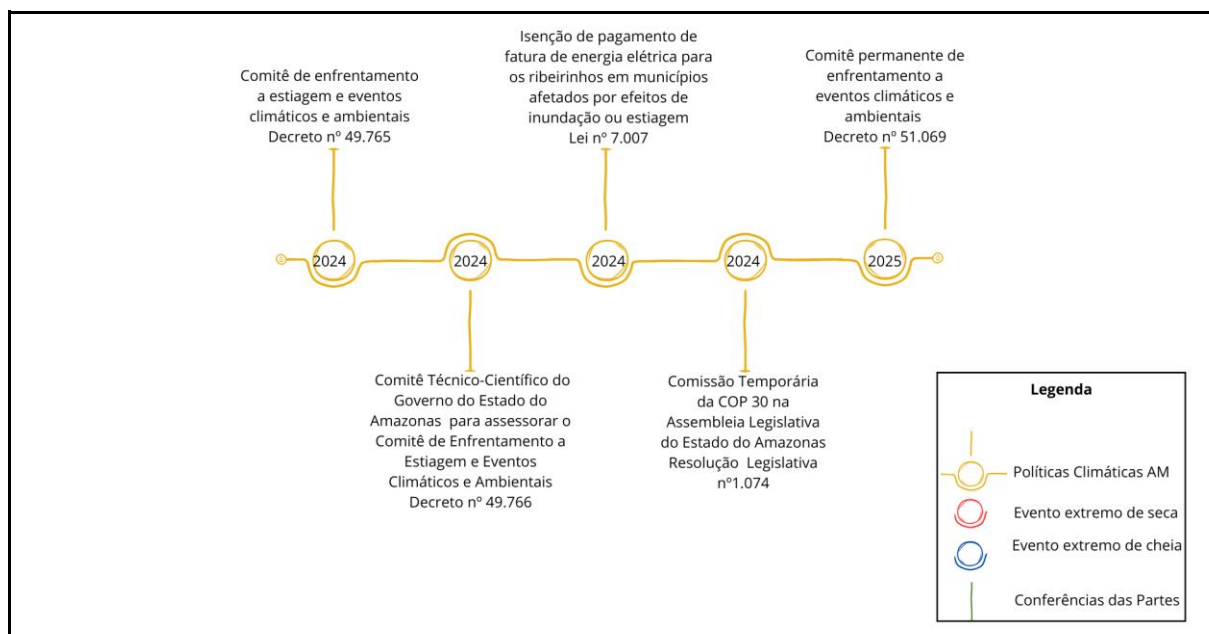 Comitê de enfrentamento
a estiagem e eventos
climáticos e ambientais
Decreto nº 49.765
Isenção de pagamento de
fatura de energia elétrica para
os ribeirinhos em municípios
afetados por efeitos de
inundação ou estiagem
Lei nº 7.007
Comitê permanente de
enfrentamento a
eventos climáticos e
ambientais
Decreto nº 51.069
2024
2024
2024
2024
2025
Comitê Técnico-Científico do
Governo do Estado do
Amazonas para assessorar o
Comitê de Enfrentamento a
Estiagem e Eventos
Climáticos e Ambientais
Decreto nº 49.766
Comissão Temporária
da COP 30 na
Assembleia Legislativa
do Estado do Amazonas
Resolução Legislativa
nº1.074
Legenda
Políticas Climáticas AM
Evento extremo de seca
Evento extremo de cheia
Conferências das Partes